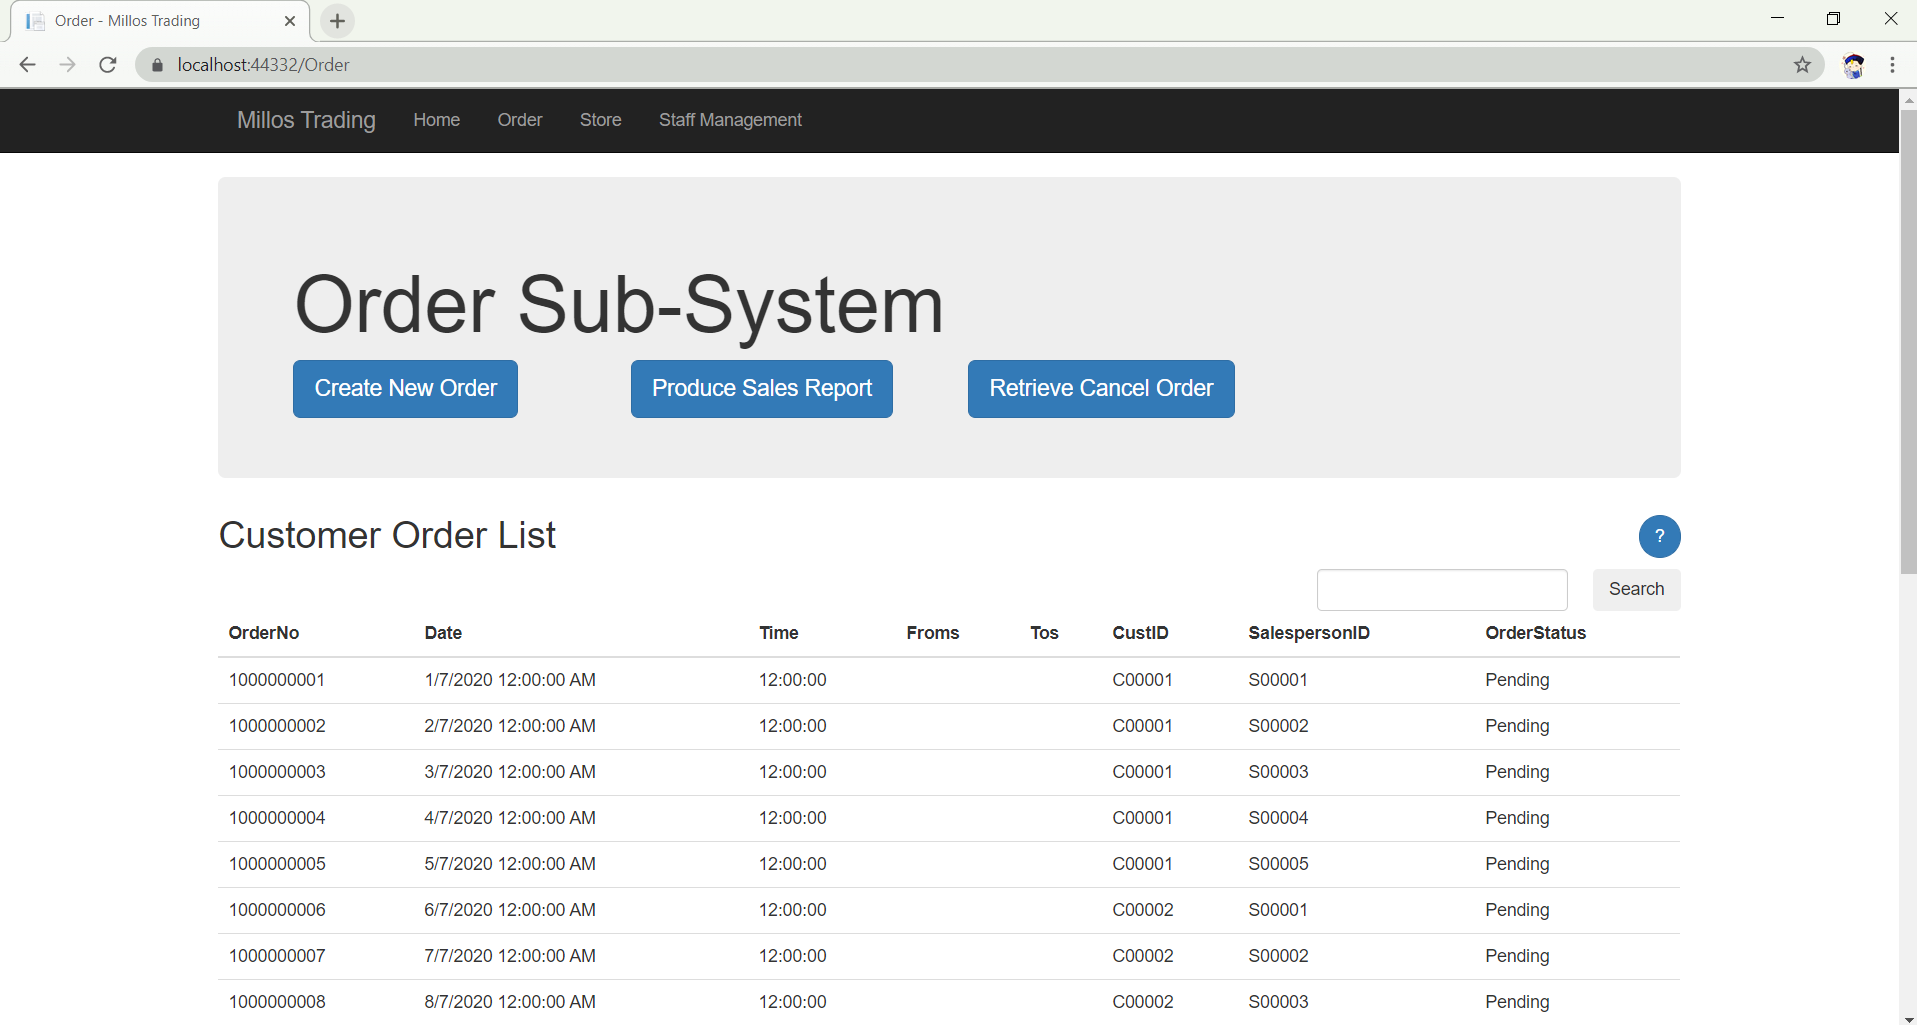 Order - Millos Trading
localhost:44332/Order
Millos Trading Home Order Store Staff Management
Order Sub-System
Create New Order Produce Sales Report Retrieve Cancel Order
Customer Order List ?
Search
OrderNo Date Time Froms Tos CustID SalespersonID OrderStatus
1000000001 1/7/2020 12:00:00 AM 12:00:00 C00001 S00001 Pending
1000000002 2/7/2020 12:00:00 AM 12:00:00 C00001 S00002 Pending
1000000003 3/7/2020 12:00:00 AM 12:00:00 C00001 S00003 Pending
1000000004 4/7/2020 12:00:00 AM 12:00:00 C00001 S00004 Pending
1000000005 5/7/2020 12:00:00 AM 12:00:00 C00001 S00005 Pending
1000000006 6/7/2020 12:00:00 AM 12:00:00 C00002 S00001 Pending
1000000007 7/7/2020 12:00:00 AM 12:00:00 C00002 S00002 Pending
1000000008 8/7/2020 12:00:00 AM 12:00:00 C00002 S00003 Pending